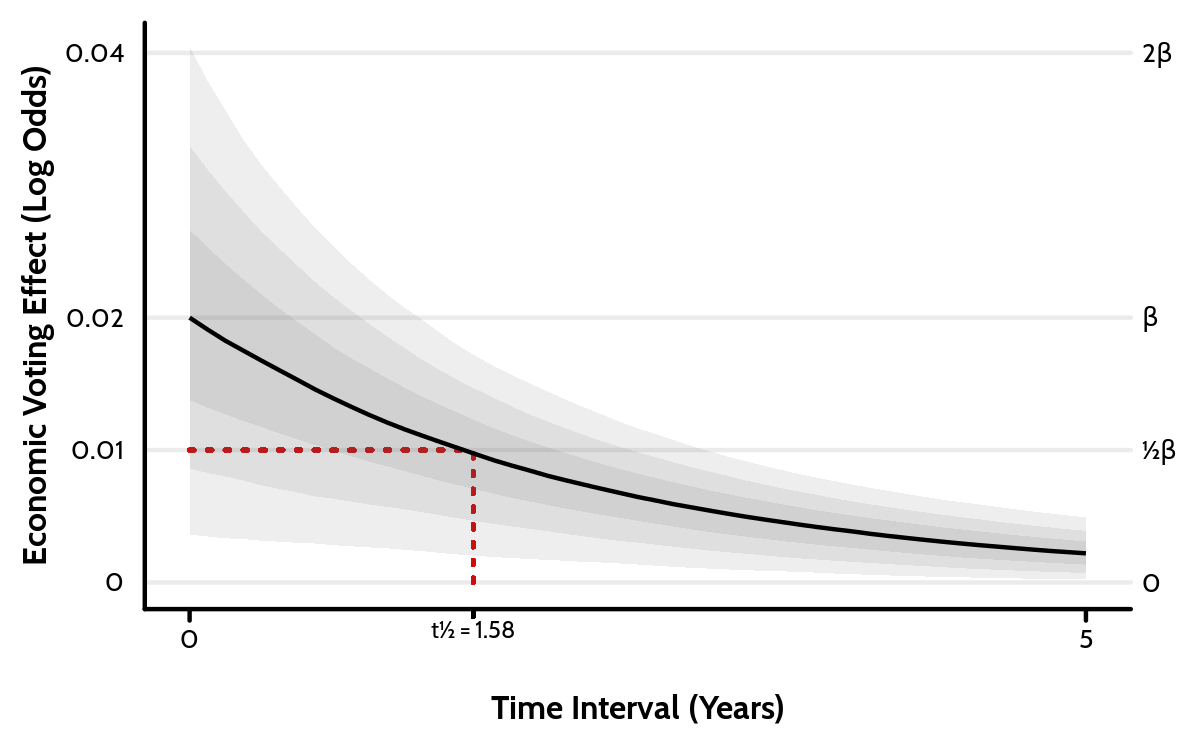 Economic Voting Effect (Log Odds)
0.04
0.02
0.01
0
2β
β
½β
0
0
t½ = 1.58
5
Time Interval (Years)